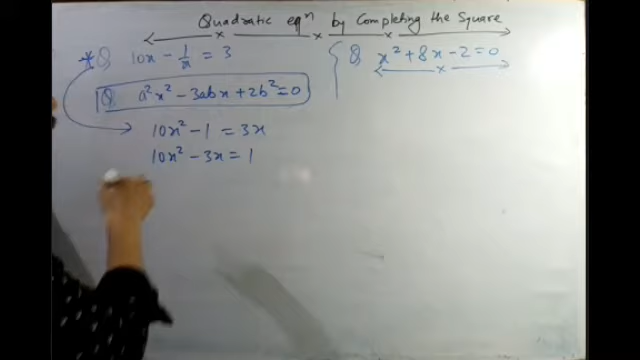 Quadratic eqⁿ by Completing the Square
*Q 10x - 1/x = 3
Q a²x² - 3abx + 2b² = 0
10x² - 1 = 3x
10x² - 3x = 1
Q x² + 8x - 2 = 0